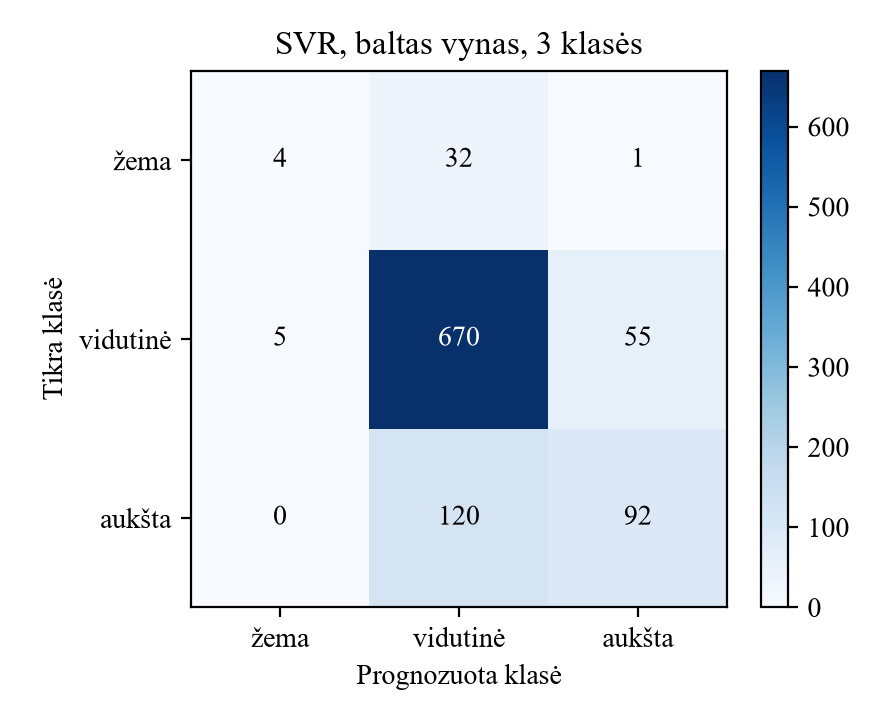 SVR, baltas vynas, 3 klasės
žema 4 32 1
vidutinė 5 670 55
aukšta 0 120 92
žema vidutinė aukšta
Prognozuota klasė
Tikra klasė
600
500
400
300
200
100
0